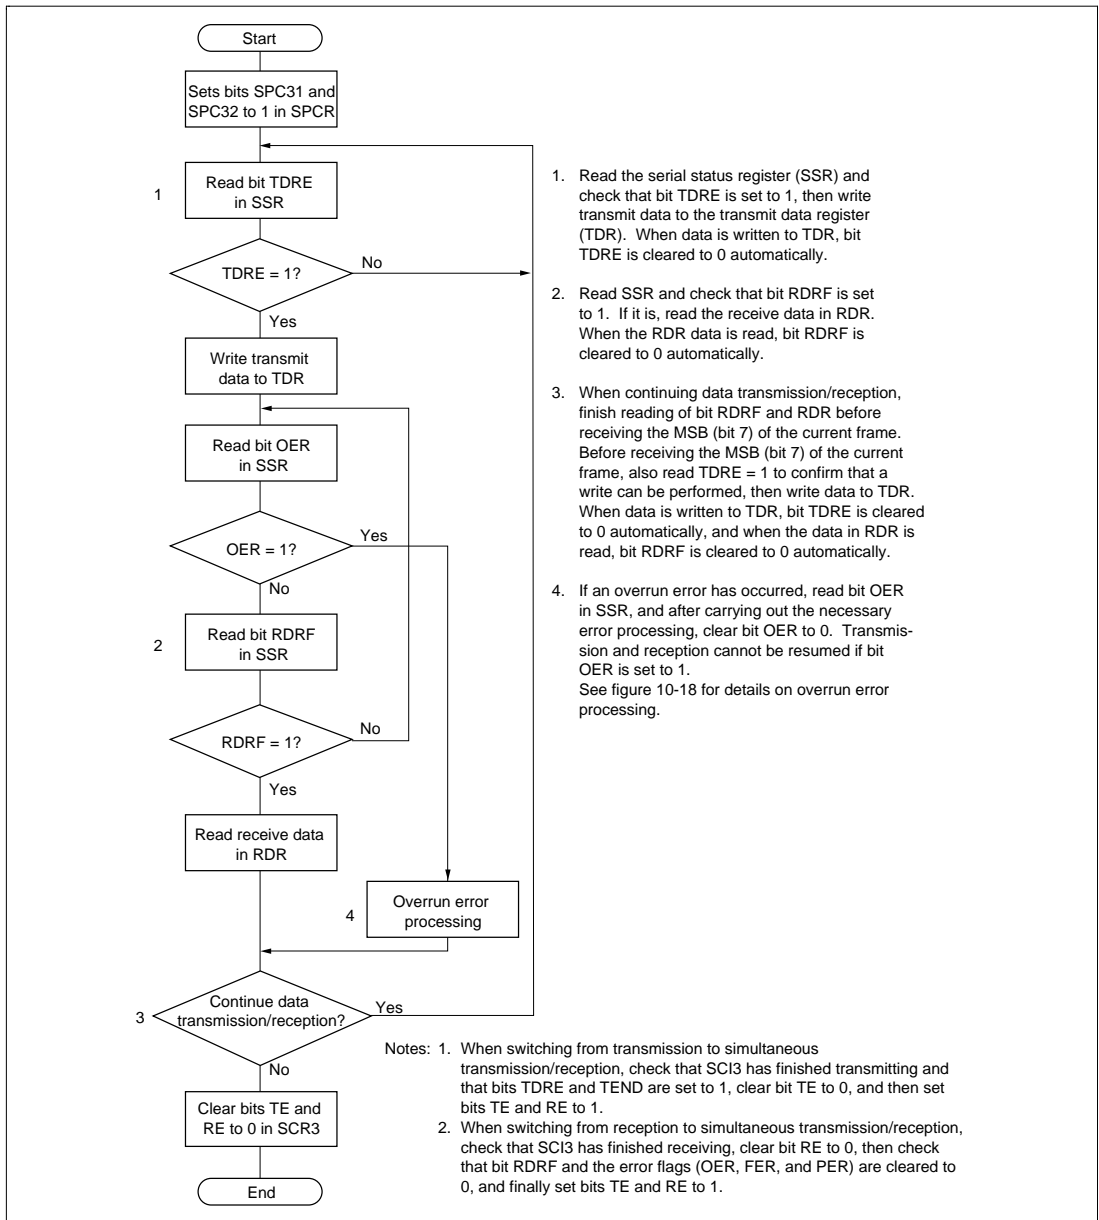 Start
Sets bits SPC31 and
SPC32 to 1 in SPCR
1
Read bit TDRE
in SSR
TDRE = 1?
No
Yes
Write transmit
data to TDR
Read bit OER
in SSR
OER = 1?
Yes
No
2
Read bit RDRF
in SSR
RDRF = 1?
No
Yes
Read receive data
in RDR
4
Overrun error
processing
3
Continue data
transmission/reception?
Yes
No
Clear bits TE and
RE to 0 in SCR3
End
1. Read the serial status register (SSR) and
check that bit TDRE is set to 1, then write
transmit data to the transmit data register
(TDR). When data is written to TDR, bit
TDRE is cleared to 0 automatically.
2. Read SSR and check that bit RDRF is set
to 1. If it is, read the receive data in RDR.
When the RDR data is read, bit RDRF is
cleared to 0 automatically.
3. When continuing data transmission/reception,
finish reading of bit RDRF and RDR before
receiving the MSB (bit 7) of the current frame.
Before receiving the MSB (bit 7) of the current
frame, also read TDRE = 1 to confirm that a
write can be performed, then write data to TDR.
When data is written to TDR, bit TDRE is cleared
to 0 automatically, and when the data in RDR is
read, bit RDRF is cleared to 0 automatically.
4. If an overrun error has occurred, read bit OER
in SSR, and after carrying out the necessary
error processing, clear bit OER to 0. Transmis-
sion and reception cannot be resumed if bit
OER is set to 1.
See figure 10-18 for details on overrun error
processing.
Notes: 1. When switching from transmission to simultaneous
transmission/reception, check that SCI3 has finished transmitting and
that bits TDRE and TEND are set to 1, clear bit TE to 0, and then set
bits TE and RE to 1.
2. When switching from reception to simultaneous transmission/reception,
check that SCI3 has finished receiving, clear bit RE to 0, then check
that bit RDRF and the error flags (OER, FER, and PER) are cleared to
0, and finally set bits TE and RE to 1.